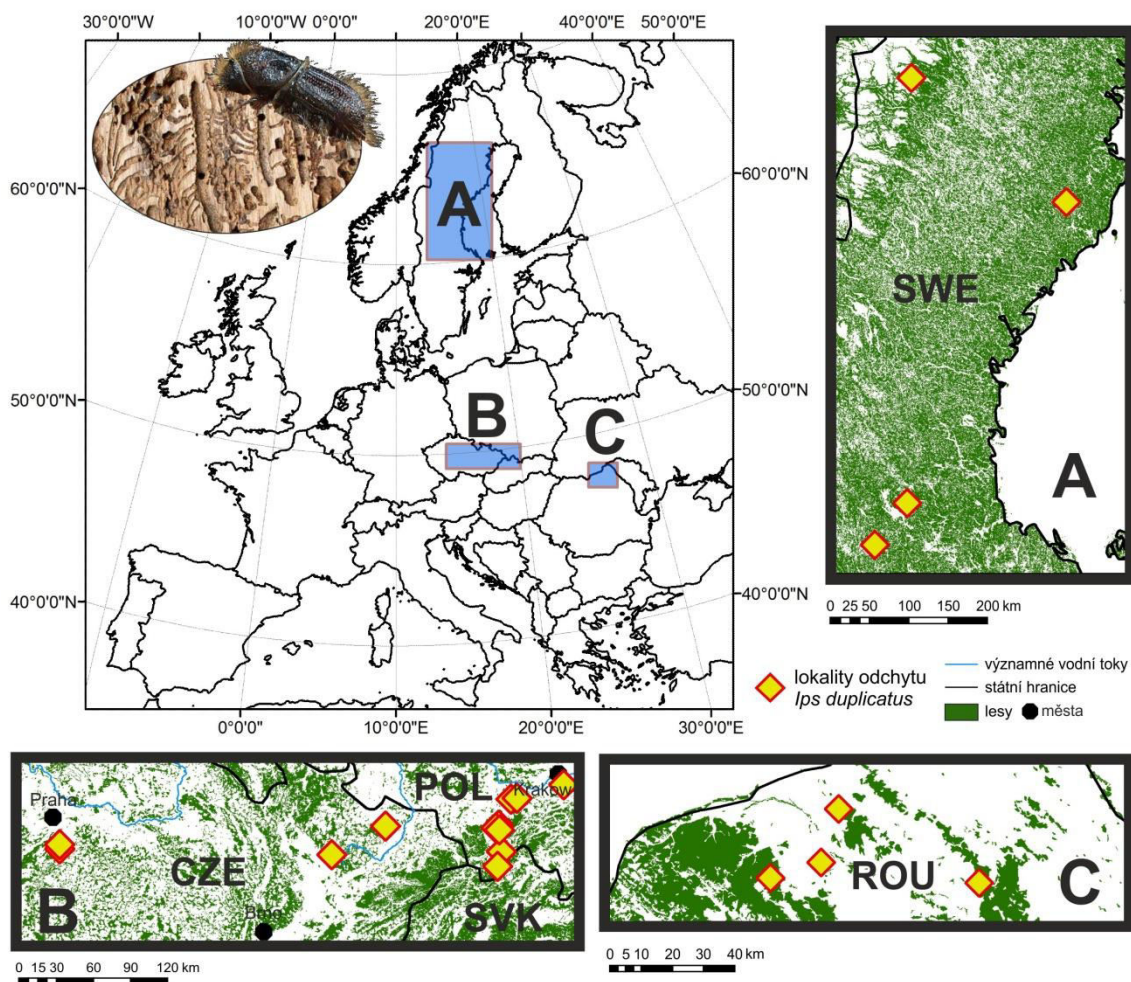 30°0'0"W 10°0'0"W 0°0'0" 20°0'0"E 40°0'0"E 50°0'0"E
60°0'0"N
60°0'0"N
50°0'0"N
50°0'0"N
40°0'0"N
40°0'0"N
0°0'0" 10°0'0"E 20°0'0"E 30°0'0"E
A
B
C
SWE
A
0 25 50 100 150 200 km
lokality odchytu
Ips duplicatus
významné vodní toky
státní hranice
lesy
města
Praha
POL
Krakow
CZE
Brno
SVK
B
0 15 30 60 90 120 km
ROU
C
0 5 10 20 30 40 km